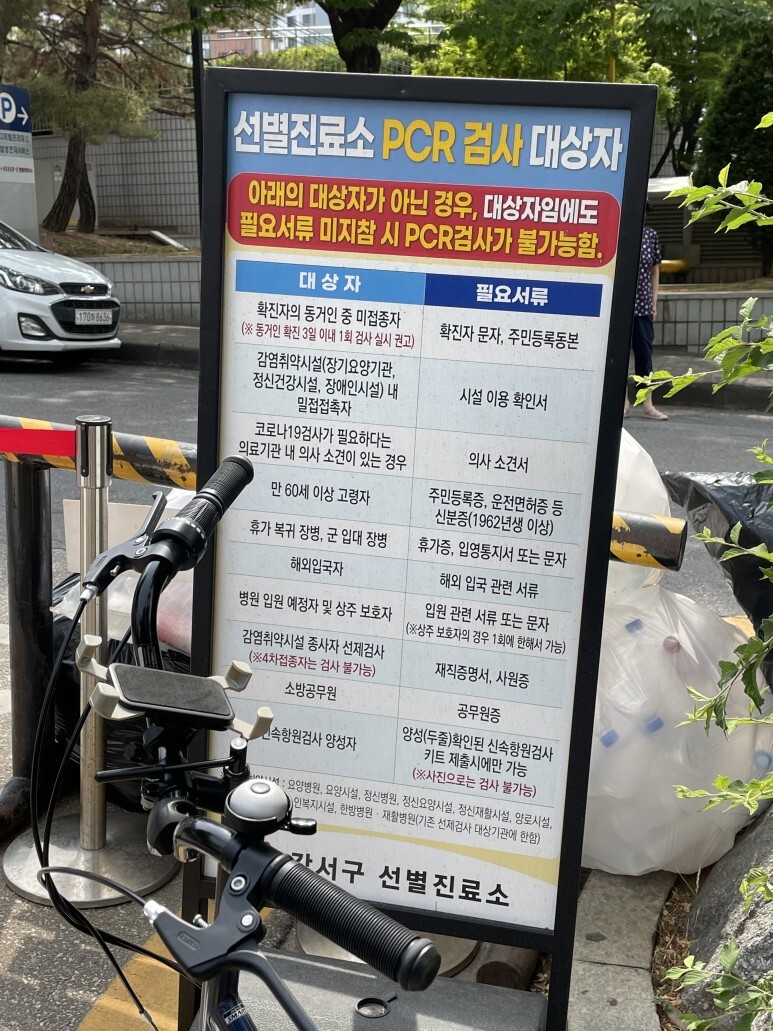 선별진료소 PCR 검사 대상자
아래의 대상자가 아닌 경우, 대상자임에도
필요서류 미지참 시 PCR검사가 불가능함.
대상자
필요서류
확진자의 동거인 중 미접종자
(※ 동거인 확진 3일 이내 1회 검사 실시 권고)
확진자 문자, 주민등록등본
감염취약시설(장기요양기관,
정신건강시설, 장애인시설) 내
밀접접촉자
시설 이용 확인서
코로나19검사가 필요하다는
의료기관 내 의사 소견이 있는 경우
의사 소견서
만 60세 이상 고령자
주민등록증, 운전면허증 등
신분증(1962년생 이상)
휴가 복귀 장병, 군 입대 장병
휴가증, 입영통지서 또는 문자
해외입국자
해외 입국 관련 서류
병원 입원 예정자 및 상주 보호자
입원 관련 서류 또는 문자
(※상주 보호자의 경우 1회에 한해서 가능)
감염취약시설 종사자 선제검사
(※4차접종자는 검사 불가능)
재직증명서, 사원증
소방공무원
공무원증
신속항원검사 양성자
양성(두줄)확인된 신속항원검사
키트 제출시에만 가능
(※사진으로는 검사 불가능)
: 요양병원, 요양시설, 정신병원, 정신요양시설, 정신재활시설, 양로시설,
인복지시설, 한방병원 · 재활병원(기존 선제검사 대상기관에 한함)
강서구 선별진료소
P
170 8636